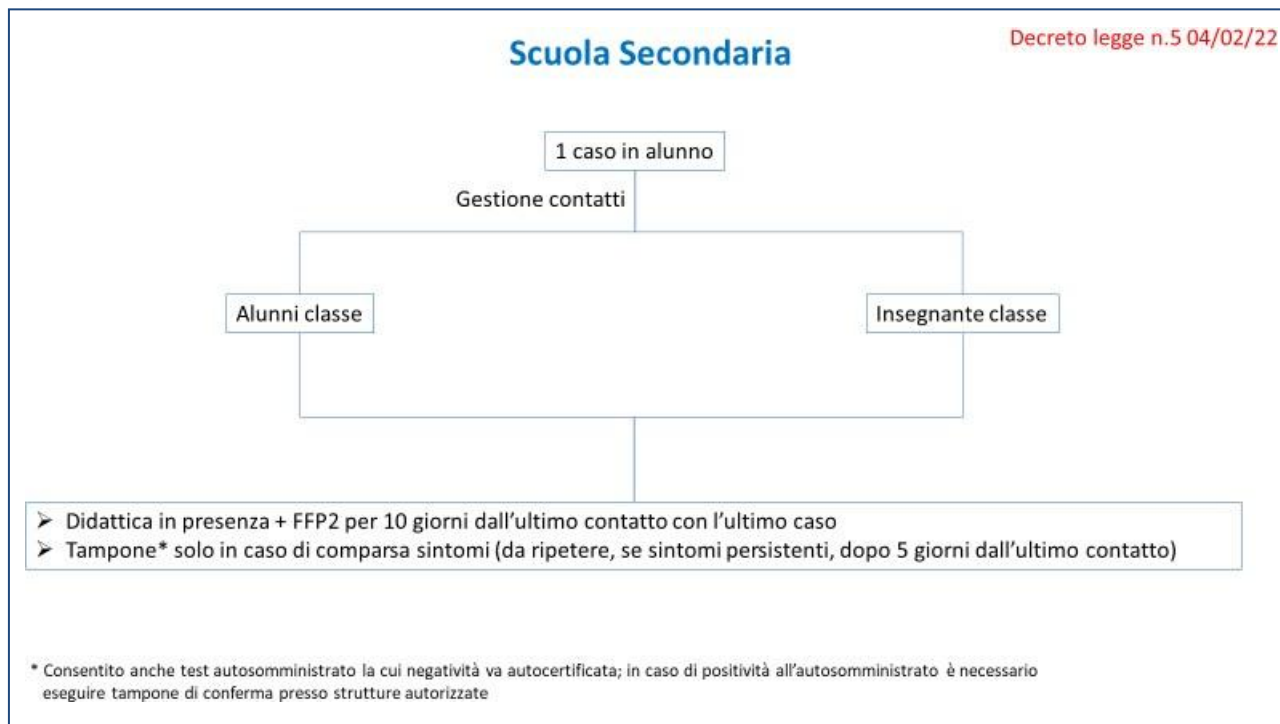 Scuola Secondaria
Decreto legge n.5 04/02/22
1 caso in alunno
Gestione contatti
Alunni classe
Insegnante classe
➢ Didattica in presenza + FFP2 per 10 giorni dall'ultimo contatto con l'ultimo caso
➢ Tampone* solo in caso di comparsa sintomi (da ripetere, se sintomi persistenti, dopo 5 giorni dall'ultimo contatto)
* Consentito anche test autosomministrato la cui negatività va autocertificata; in caso di positività all'autosomministrato è necessario
eseguire tampone di conferma presso strutture autorizzate